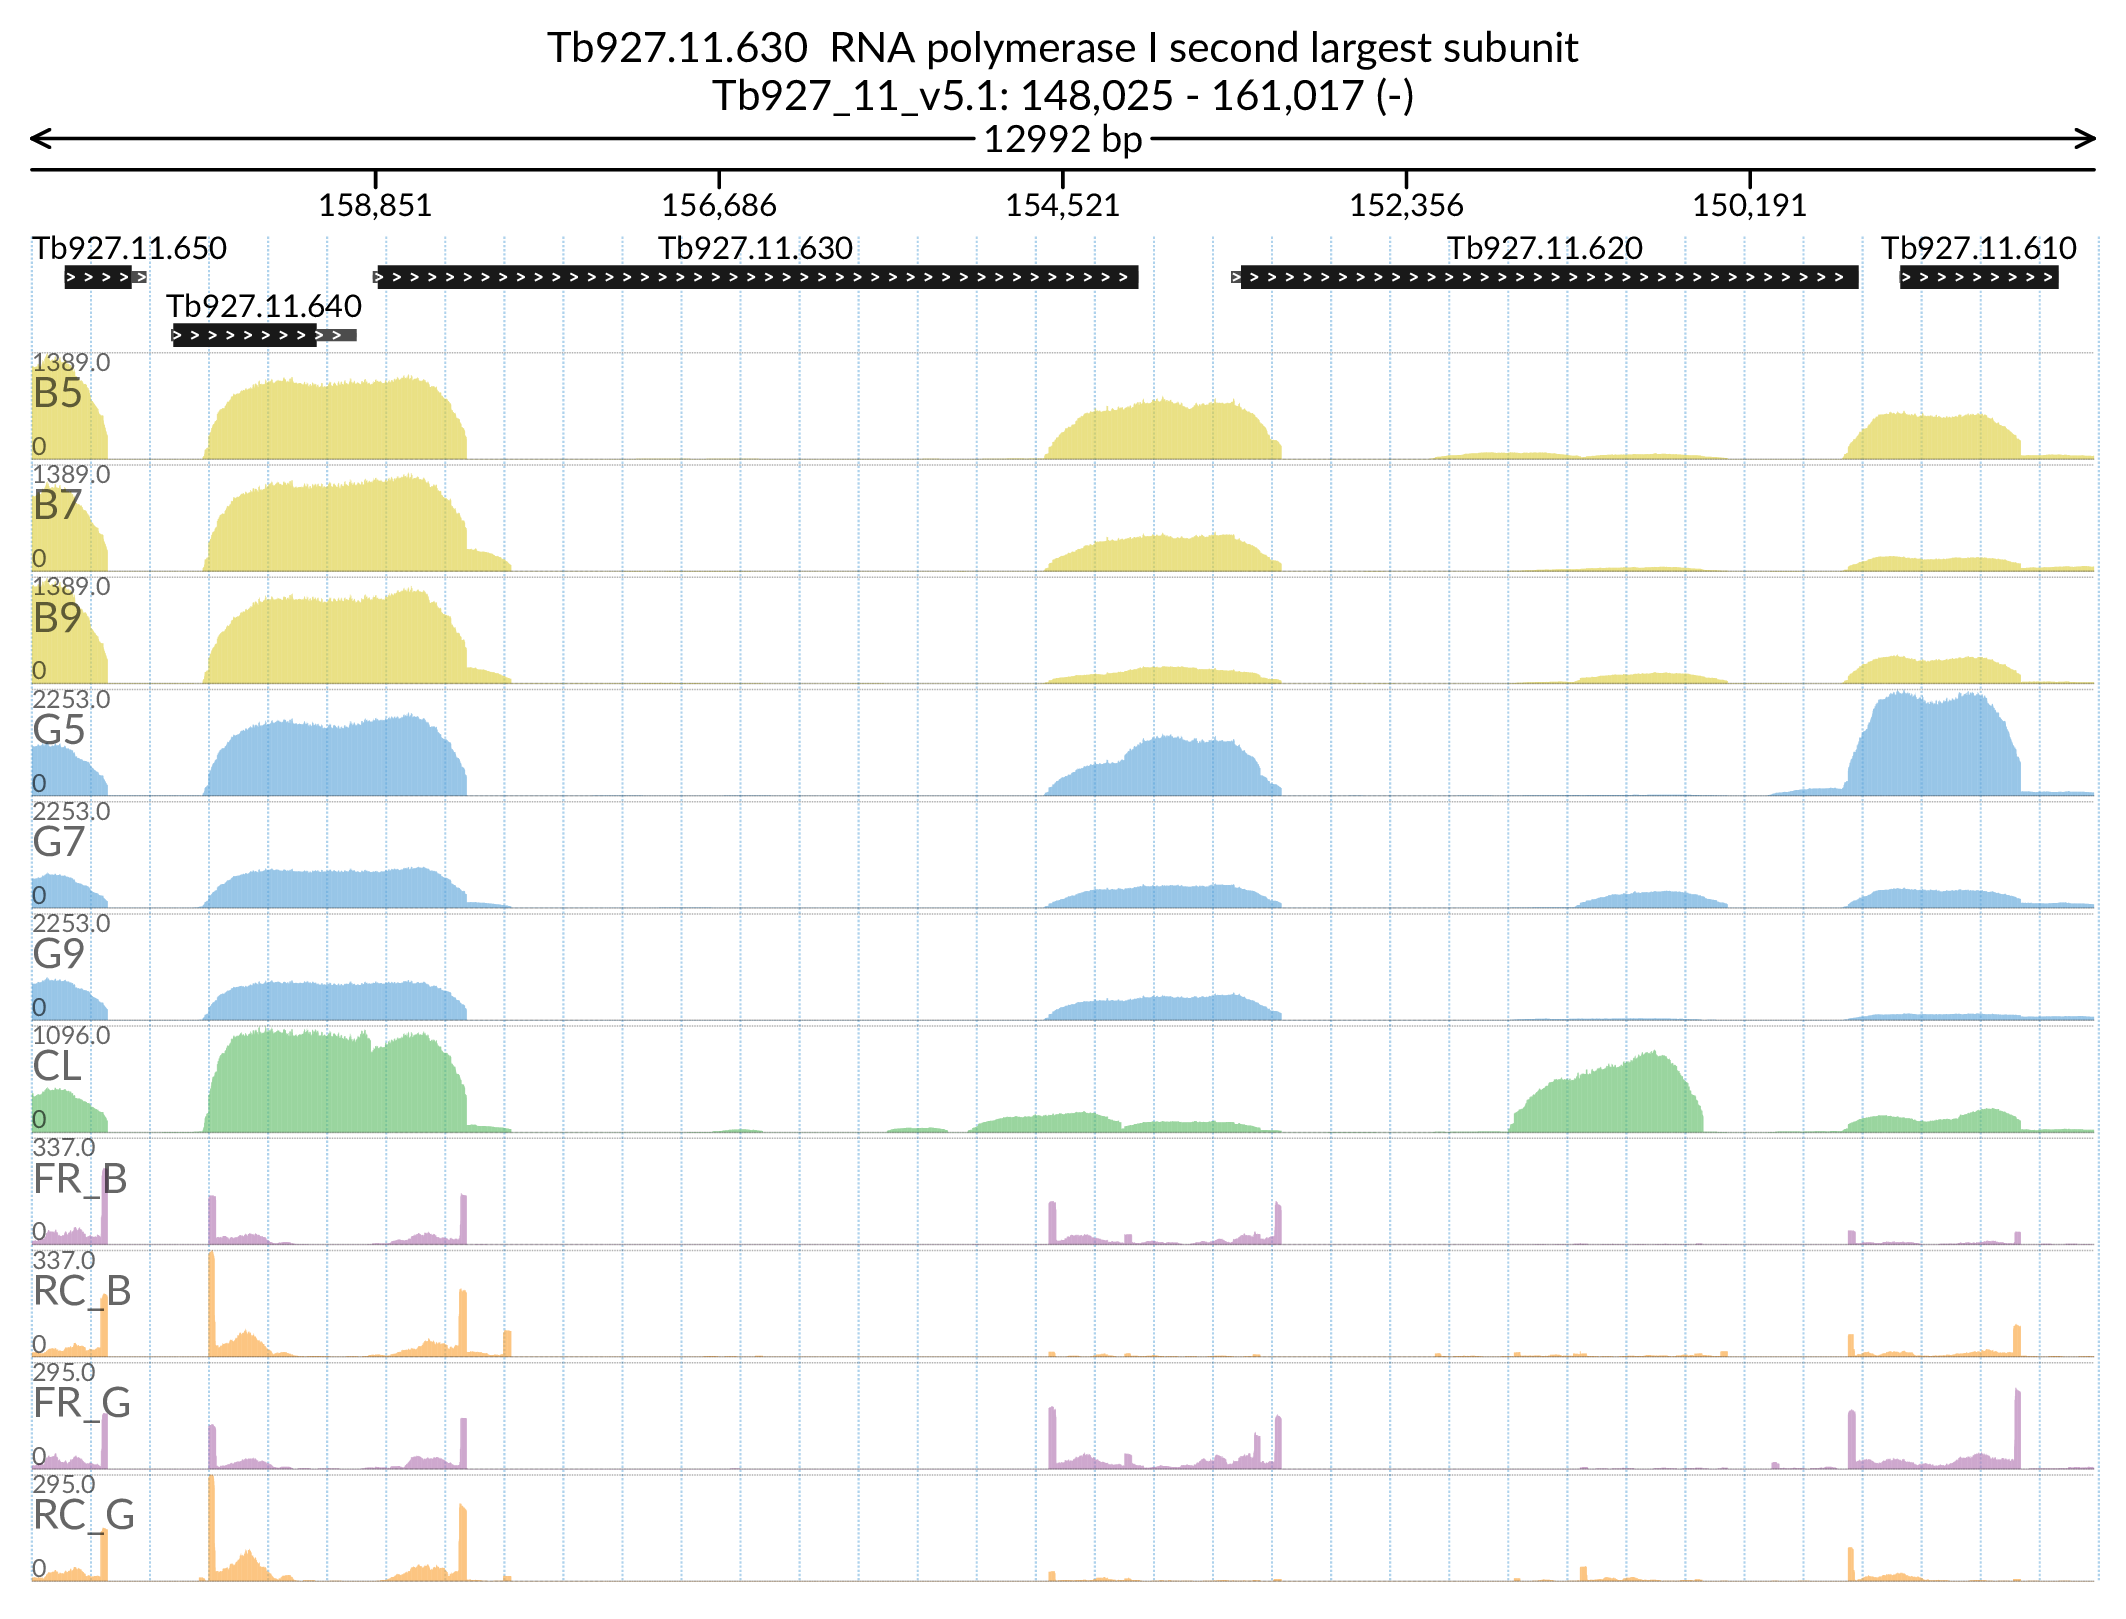 Tb927.11.630  RNA polymerase I second largest subunit
Tb927_11_v5.1: 148,025 - 161,017 (-)
12992 bp
158,851 156,686 154,521 152,356 150,191
Tb927.11.650 Tb927.11.630 Tb927.11.620 Tb927.11.610
Tb927.11.640
1389.0
B5
0
1389.0
B7
0
1389.0
B9
0
2253.0
G5
0
2253.0
G7
0
2253.0
G9
0
1096.0
CL
0
337.0
FR_B
0
337.0
RC_B
0
295.0
FR_G
0
295.0
RC_G
0